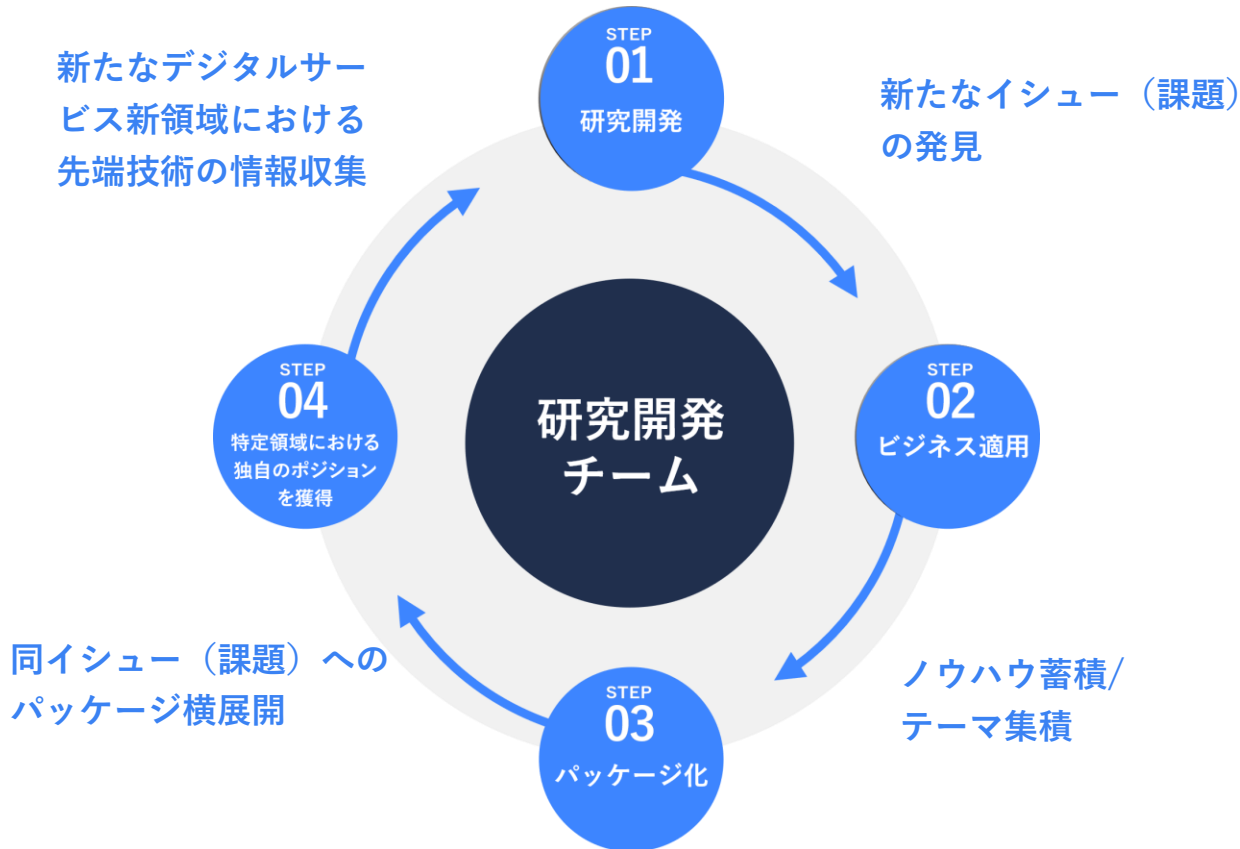 STEP
01
研究開発
新たなデジタルサー
ビス新領域における
先端技術の情報収集
新たなイシュー（課題）
の発見
STEP
04
特定領域における
独自のポジション
を獲得
研究開発
チーム
STEP
02
ビジネス適用
同イシュー（課題）への
パッケージ横展開
STEP
03
パッケージ化
ノウハウ蓄積/
テーマ集積